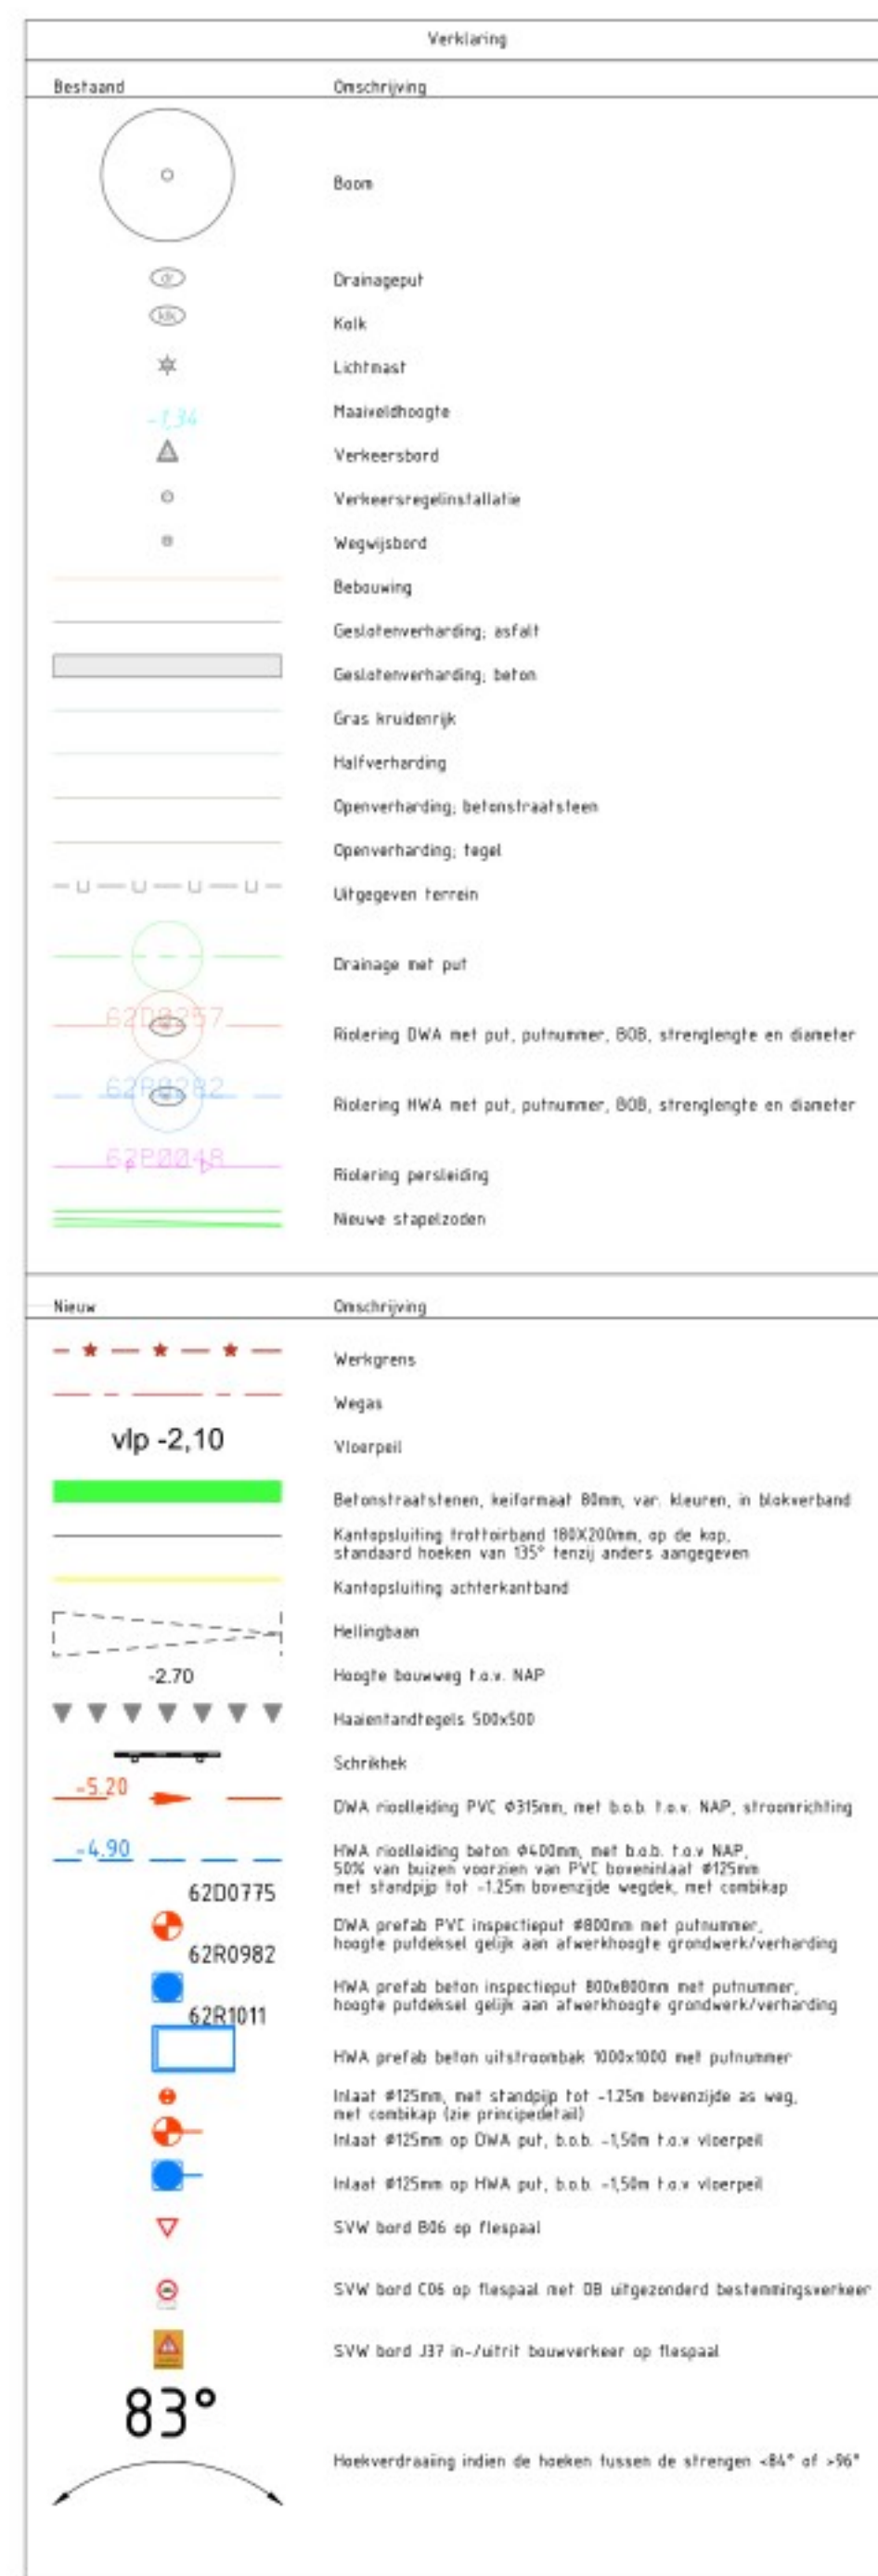 Verklaring
Bestaand Omschrijving
Boom
dr Drainageput
klk Kolk
Lichtmast
-1,34 Maaiveldhoogte
Verkeersbord
Verkeersregelinstallatie
Wegwijsbord
Bebouwing
Geslotenverharding; asfalt
Geslotenverharding; beton
Gras kruidenrijk
Halfverharding
Openverharding; betonstraatsteen
Openverharding; tegel
U U U U Uitgegeven terrein
Drainage met put
62D0257 Riolering DWA met put, putnummer, BOB, strenglengte en diameter
62R0282 Riolering HWA met put, putnummer, BOB, strenglengte en diameter
62P0048 Riolering persleiding
Nieuwe stapelzoden
Nieuw Omschrijving
Werkgrens
Wegas
vlp -2,10 Vloerpeil
Betonstraatstenen, keiformaat 80mm, var. kleuren, in blokverband
Kantopsluiting trottoirband 180X200mm, op de kop,
standaard hoeken van 135° tenzij anders aangegeven
Kantopsluiting achterkantband
Hellingbaan
-2.70 Hoogte bouwweg t.o.v. NAP
Haaientandtegels 500x500
Schrikhek
-5.20 DWA rioolleiding PVC Ø315mm, met b.o.b. t.o.v. NAP, stroomrichting
-4.90 HWA rioolleiding beton Ø400mm, met b.o.b. t.o.v NAP,
50% van buizen voorzien van PVC boveninlaat Ø125mm
62D0775 met standpijp tot -1.25m bovenzijde wegdek, met combikap
DWA prefab PVC inspectieput Ø800mm met putnummer,
62R0982 hoogte putdeksel gelijk aan afwerkhoogte grondwerk/verharding
HWA prefab beton inspectieput 800x800mm met putnummer,
62R1011 hoogte putdeksel gelijk aan afwerkhoogte grondwerk/verharding
HWA prefab beton uitstroombak 1000x1000 met putnummer
Inlaat Ø125mm, met standpijp tot -1.25m bovenzijde as weg,
met combikap (zie principedetail)
Inlaat Ø125mm op DWA put, b.o.b. -1,50m t.o.v vloerpeil
Inlaat Ø125mm op HWA put, b.o.b. -1,50m t.o.v vloerpeil
SVW bord B06 op flespaal
SVW bord C06 op flespaal met OB uitgezonderd bestemmingsverkeer
SVW bord J37 in-/uitrit bouwverkeer op flespaal
83°
Hoekverdraaiing indien de hoeken tussen de strengen <84° of >96°